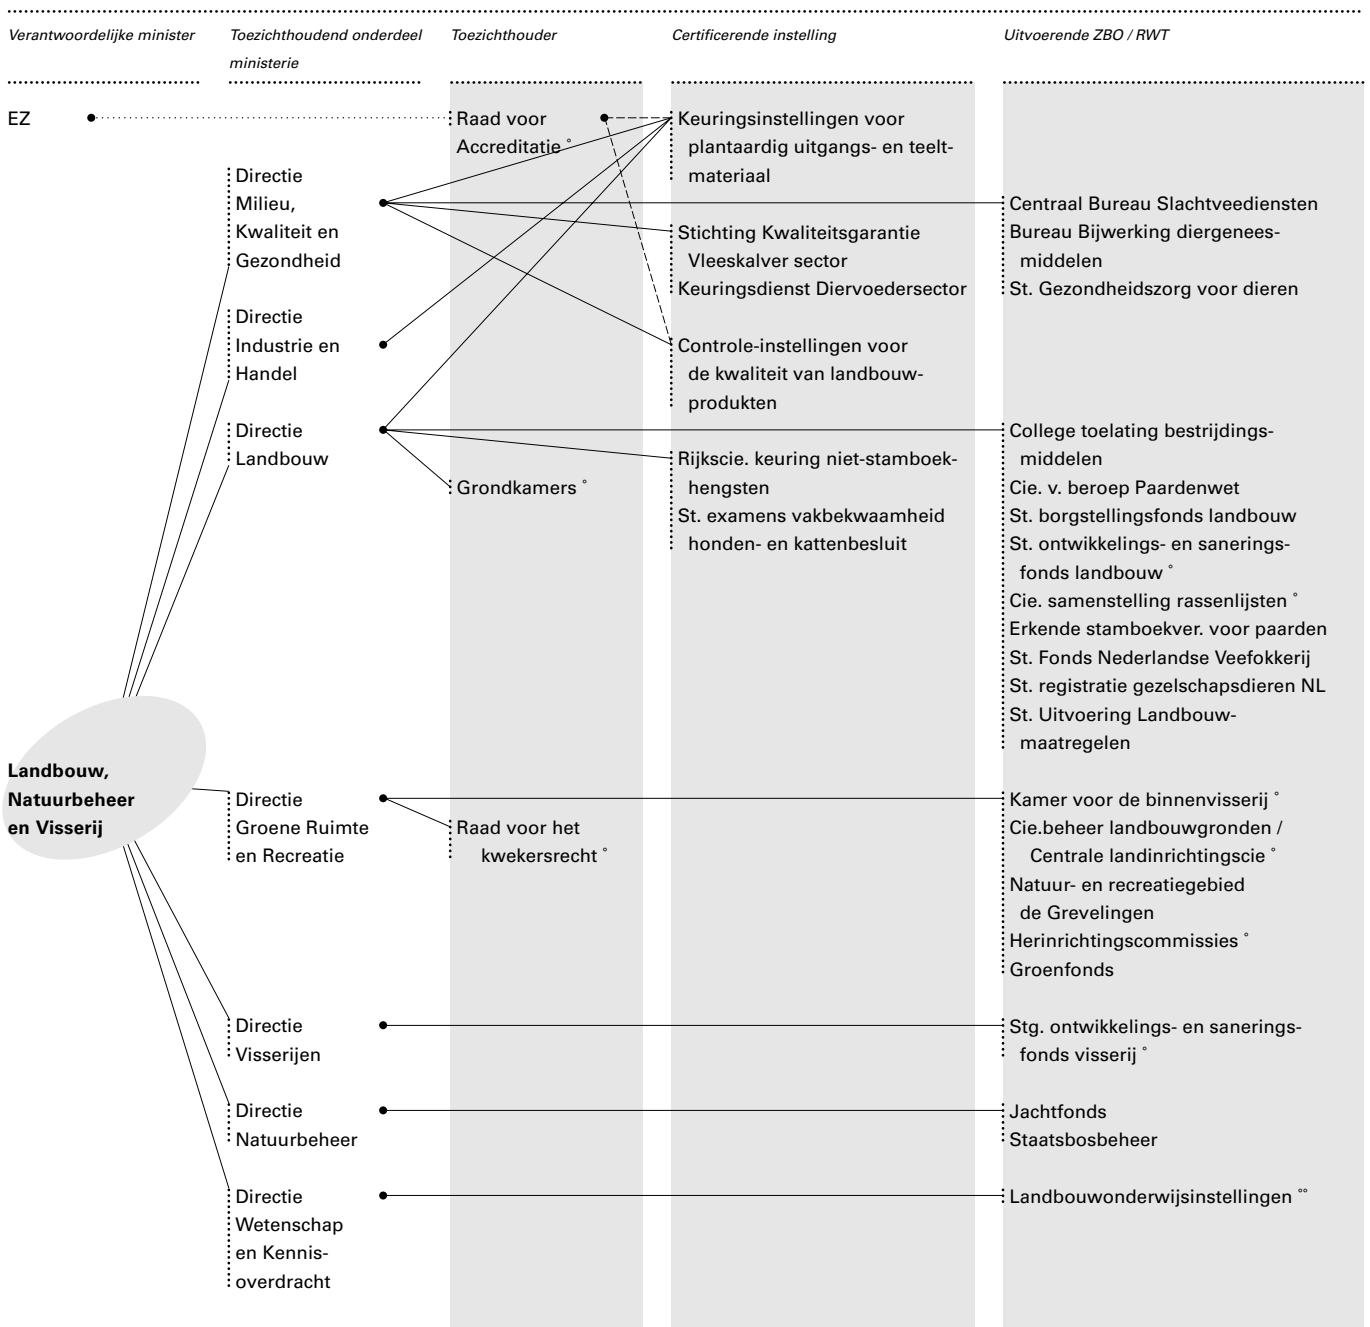 Verantwoordelijke minister
Toezichthoudend onderdeel
ministerie
Toezichthouder
Certificerende instelling
Uitvoerende ZBO / RWT
EZ
Landbouw,
Natuurbeheer
en Visserij
Directie
Milieu,
Kwaliteit en
Gezondheid
Directie
Industrie en
Handel
Directie
Landbouw
Directie
Groene Ruimte
en Recreatie
Directie
Visserijen
Directie
Natuurbeheer
Directie
Wetenschap
en Kennis-
overdracht
Raad voor
Accreditatie °
Grondkamers °
Raad voor het
kwekersrecht °
Keuringsinstellingen voor
plantaardig uitgangs- en teelt-
materiaal
Stichting Kwaliteitsgarantie
Vleeskalver sector
Keuringsdienst Diervoedersector
Controle-instellingen voor
de kwaliteit van landbouw-
produkten
Rijkscie. keuring niet-stamboek-
hengsten
St. examens vakbekwaamheid
honden- en kattenbesluit
Centraal Bureau Slachtveediensten
Bureau Bijwerking diergenees-
middelen
St. Gezondheidszorg voor dieren
College toelating bestrijdings-
middelen
Cie. v. beroep Paardenwet
St. borgstellingsfonds landbouw
St. ontwikkelings- en sanerings-
fonds landbouw °
Cie. samenstelling rassenlijsten °
Erkende stamboekver. voor paarden
St. Fonds Nederlandse Veefokkerij
St. registratie gezelschapsdieren NL
St. Uitvoering Landbouw-
maatregelen
Kamer voor de binnenvisserij °
Cie.beheer landbouwgronden /
Centrale landinrichtingscie °
Natuur- en recreatiegebied
de Grevelingen
Herinrichtingscommissies °
Groenfonds
Stg. ontwikkelings- en sanerings-
fonds visserij °
Jachtfonds
Staatsbosbeheer
Landbouwonderwijsinstellingen °°